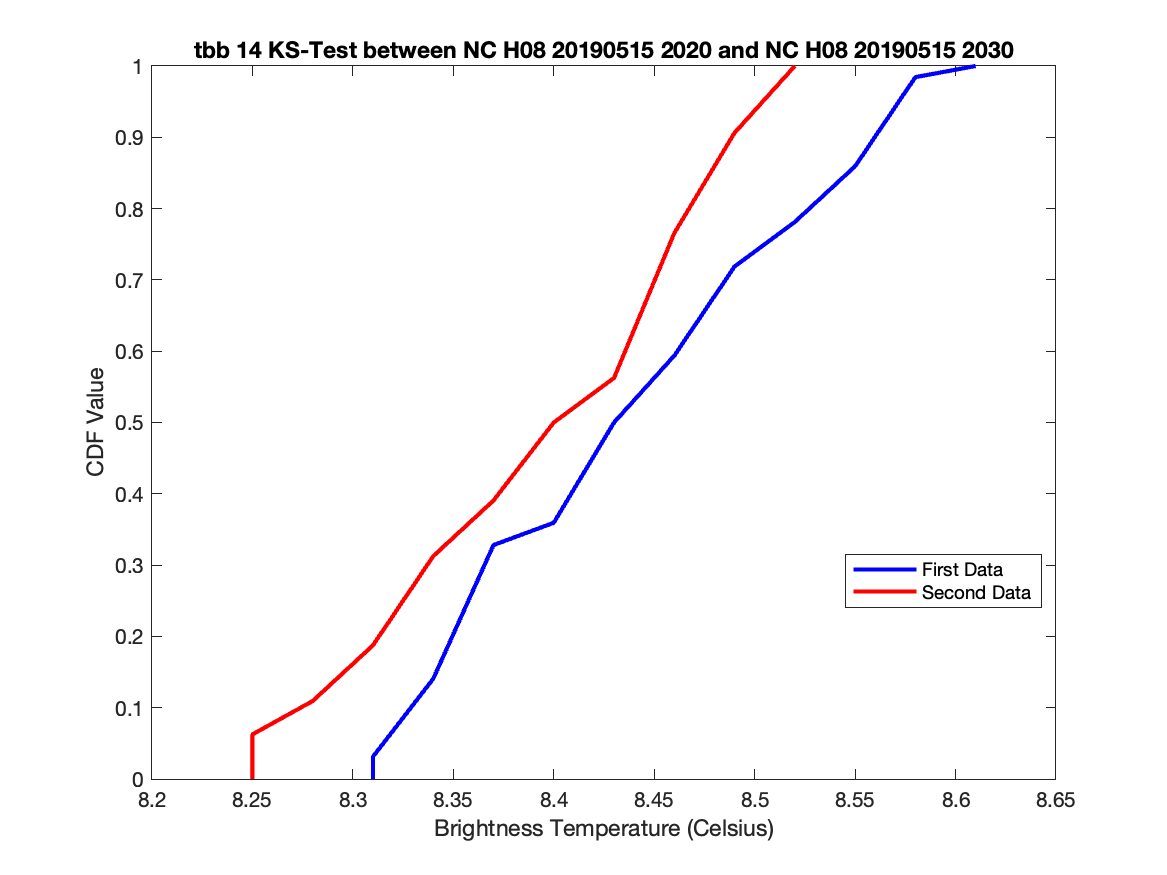 tbb 14 KS-Test between NC H08 20190515 2020 and NC H08 20190515 2030
1
0.9
0.8
0.7
0.6
0.5
0.4
0.3
0.2
0.1
0
CDF Value
First Data
Second Data
8.2 8.25 8.3 8.35 8.4 8.45 8.5 8.55 8.6 8.65
Brightness Temperature (Celsius)